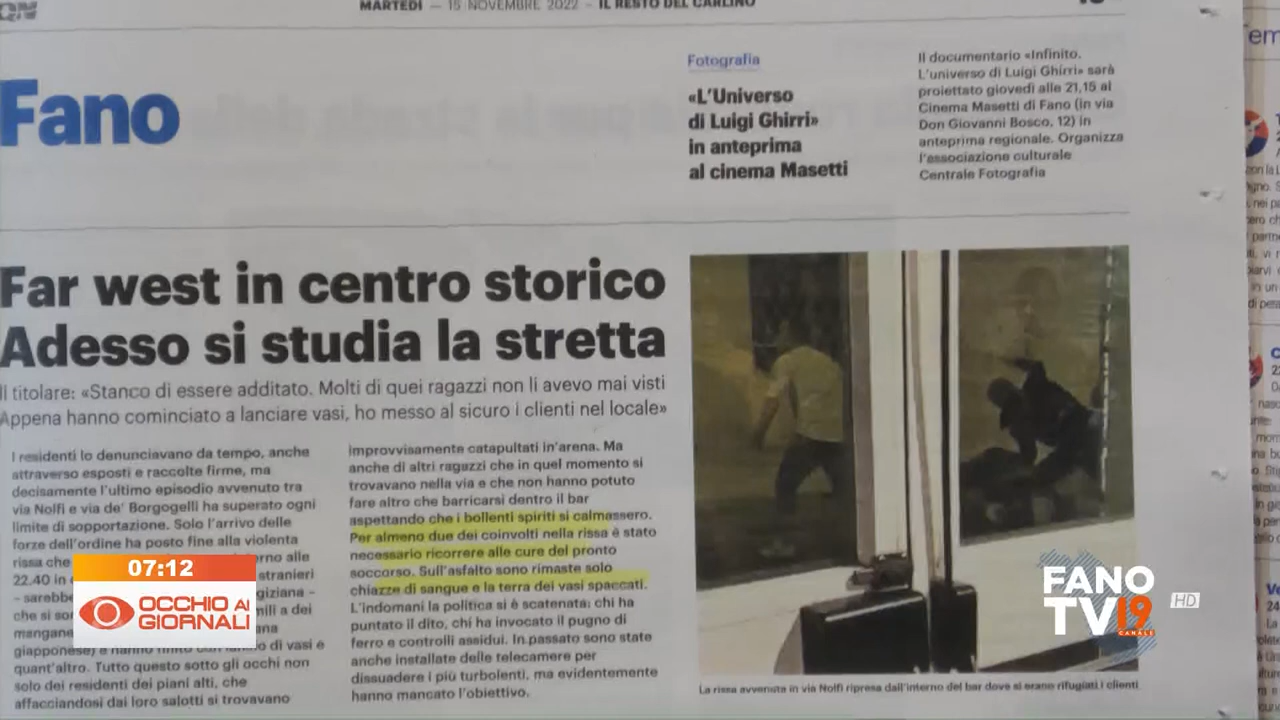 MARTEDÌ — 15 NOVEMBRE 2022 – IL RESTO DEL CARLINO
Fano
Fotografia
«L'Universo
di Luigi Ghirri»
in anteprima
al cinema Masetti
Il documentario «Infinito.
L'universo di Luigi Ghirri» sarà
proiettato giovedì alle 21,15 al
Cinema Masetti di Fano (in via
Don Giovanni Bosco, 12) in
anteprima regionale. Organizza
l'associazione culturale
Centrale Fotografia
Far west in centro storico
Adesso si studia la stretta
Il titolare: «Stanco di essere additato. Molti di quei ragazzi non li avevo mai visti
Appena hanno cominciato a lanciare vasi, ho messo al sicuro i clienti nel locale»
I residenti lo denunciavano da tempo, anche
attraverso esposti e raccolte firme, ma
decisamente l'ultimo episodio avvenuto tra
via Nolfi e via de' Borgogelli ha superato ogni
limite di sopportazione. Solo l'arrivo delle
forze dell'ordine ha posto fine alla violenta
rissa che
alle
22.40 in
stranieri
– sarebbe
che si
a dei
di vasi e
quant'altro. Tutto questo sotto gli occhi non
solo dei residenti dei piani alti, che
affacciandosi dai loro salotti si trovavano
improvvisamente catapultati in'arena. Ma
anche di altri ragazzi che in quel momento si
trovavano nella via e che non hanno potuto
fare altro che barricarsi dentro il bar
aspettando che i bollenti spiriti si calmassero.
Per almeno due dei coinvolti nella rissa è stato
necessario ricorrere alle cure del pronto
soccorso. Sull'asfalto sono rimaste solo
chiazze di sangue e la terra dei vasi spaccati.
L'indomani la politica si è scatenata: chi ha
puntato il dito, chi ha invocato il pugno di
ferro e controlli assidui. In passato sono state
anche installate delle telecamere per
dissuadere i più turbolenti, ma evidentemente
hanno mancato l'obiettivo.
La rissa avvenuta in via Nolfi ripresa dall'interno del bar dove si erano rifugiati i clienti
07:12
OCCHIO AI
GIORNALI
FANO
TV19
CANALE
HD